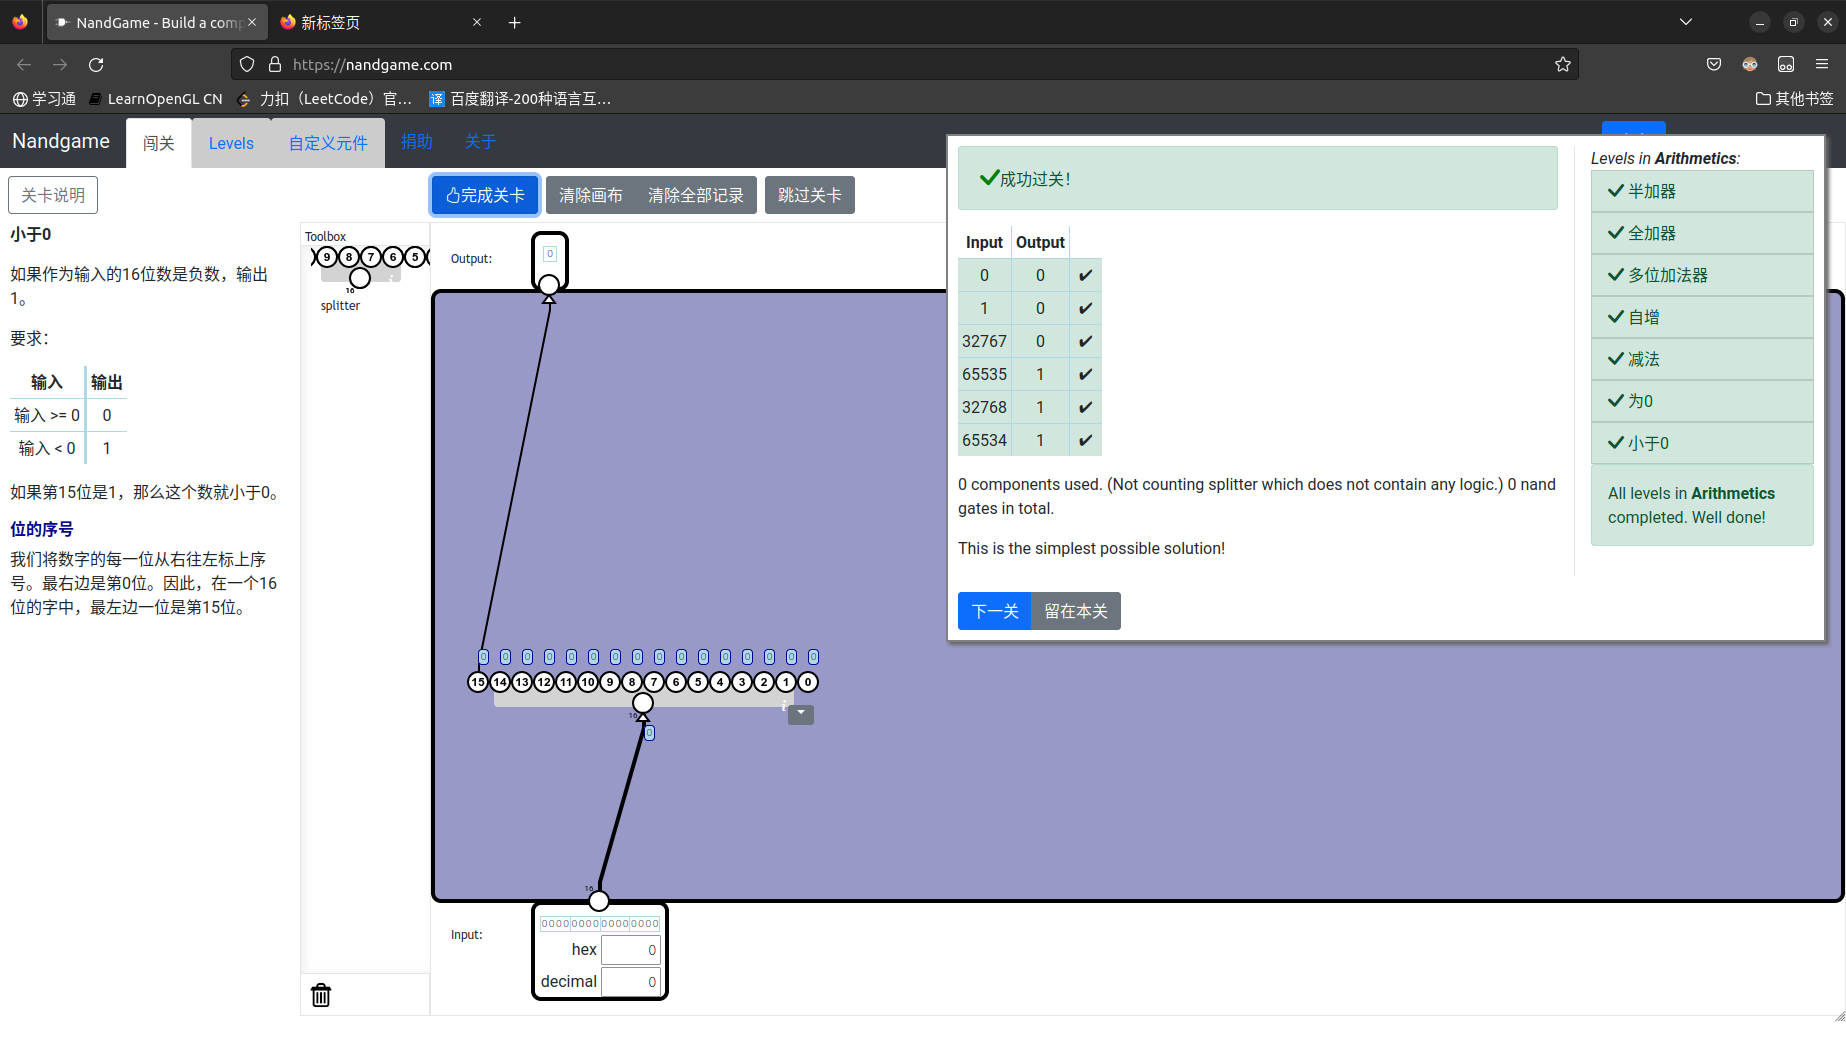 NandGame - Build a comp
新标签页
https://nandgame.com
学习通
LearnOpenGL CN
力扣（LeetCode）官…
译 百度翻译-200种语言互…
其他书签
Nandgame
闯关
Levels
自定义元件
捐助
关于
关卡说明
完成关卡
清除画布
清除全部记录
跳过关卡
小于0
如果作为输入的16位数是负数，输出
1。
要求：
输入 输出
输入 >= 0 0
输入 < 0 1
如果第15位是1，那么这个数就小于0。
位的序号
我们将数字的每一位从右往左标上序
号。最右边是第0位。因此，在一个16
位的字中，最左边一位是第15位。
Toolbox
9 8 7 6 5
i
16
splitter
Output:
0
0 0 0 0 0 0 0 0 0 0 0 0 0 0 0 0
15 14 13 12 11 10 9 8 7 6 5 4 3 2 1 0
i
16
0
16
Input:
0000 0000 0000 0000
hex 0
decimal 0
成功过关！
Input Output
0 0 ✔
1 0 ✔
32767 0 ✔
65535 1 ✔
32768 1 ✔
65534 1 ✔
0 components used. (Not counting splitter which does not contain any logic.) 0 nand
gates in total.
This is the simplest possible solution!
下一关
留在本关
Levels in Arithmetics:
半加器
全加器
多位加法器
自增
减法
为0
小于0
All levels in Arithmetics
completed. Well done!